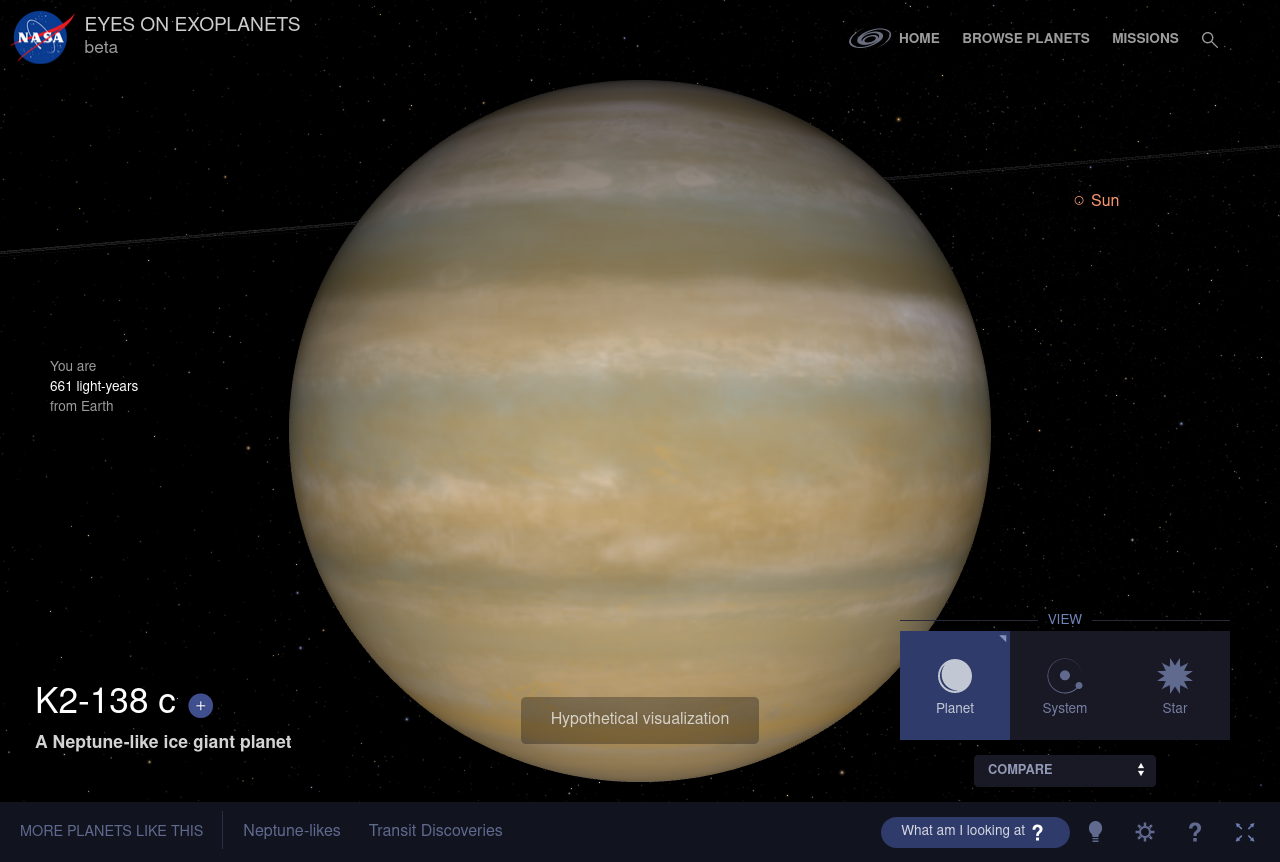 NASA
EYES ON EXOPLANETS
beta
HOME
BROWSE PLANETS
MISSIONS
Sun
You are
661 light-years
from Earth
VIEW
Planet
System
Star
K2-138 c +
A Neptune-like ice giant planet
Hypothetical visualization
COMPARE
MORE PLANETS LIKE THIS
Neptune-likes
Transit Discoveries
What am I looking at ?
?